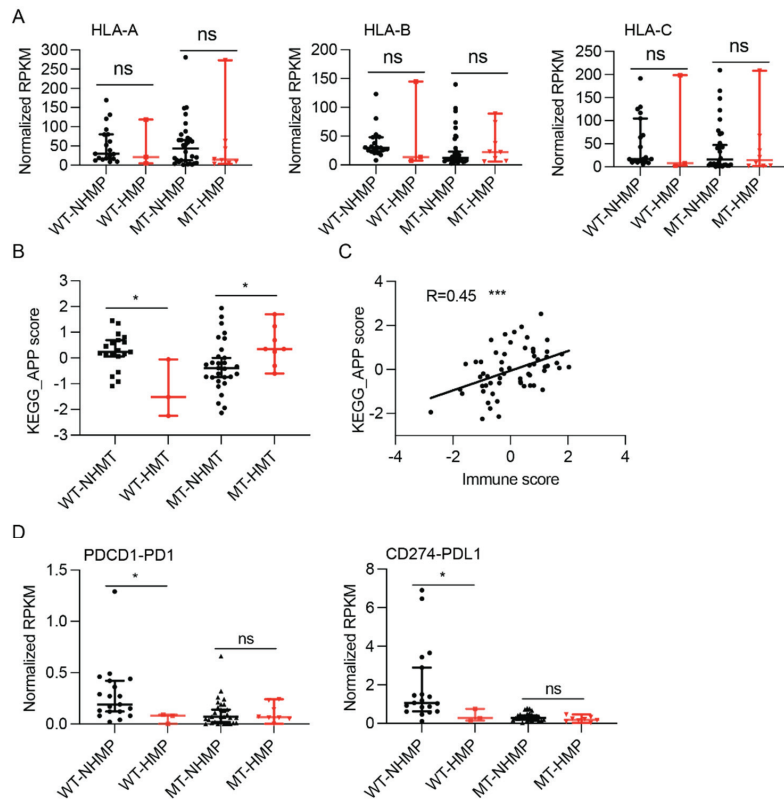 A
HLA-A
HLA-B
HLA-C
Normalized RPKM
300
250
200
150
100
50
0
ns
ns
WT-NHMP
WT-HMP
MT-NHMP
MT-HMP
Normalized RPKM
200
150
100
50
0
ns
ns
WT-NHMP
WT-HMP
MT-NHMP
MT-HMP
Normalized RPKM
250
200
150
100
50
0
ns
ns
WT-NHMP
WT-HMP
MT-NHMP
MT-HMP
B
KEGG_APP score
3
2
1
0
-1
-2
-3
*
*
WT-NHMT
WT-HMT
MT-NHMT
MT-HMT
C
KEGG_APP score
4
2
0
-2
-4
R=0.45 ***
-4 -2 0 2 4
Immune score
D
PDCD1-PD1
Normalized RPKM
1.5
1.0
0.5
0.0
*
ns
WT-NHMP
WT-HMP
MT-NHMP
MT-HMP
CD274-PDL1
Normalized RPKM
8
6
4
2
0
*
ns
WT-NHMP
WT-HMP
MT-NHMP
MT-HMP